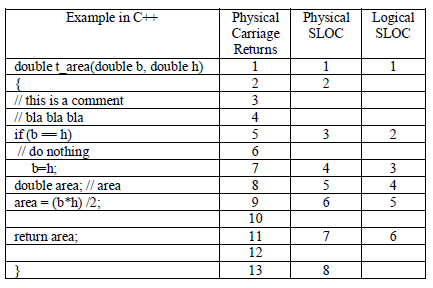 Example in C++ Physical Carriage Returns Physical SLOC Logical SLOC
double t_area(double b, double h) 1 1 1
{ 2 2
// this is a comment 3
// bla bla bla 4
if (b == h) 5 3 2
// do nothing 6
b=h; 7 4 3
double area; // area 8 5 4
area = (b*h) /2; 9 6 5
10
return area; 11 7 6
12
} 13 8